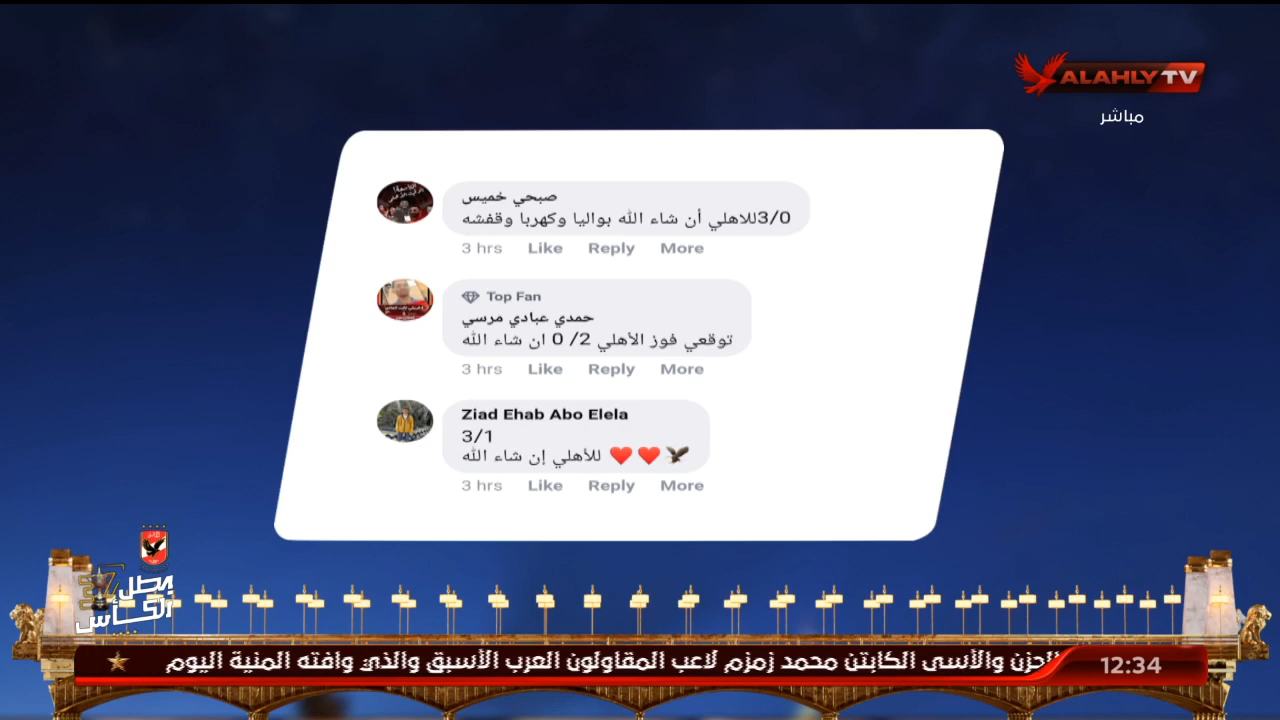 ALAHLY TV
مباشر
صبحي خميس
3/0للاهلي أن شاء الله بواليا وكهربا وقفشه
3 hrs Like Reply More
Top Fan
حمدي عبادي مرسي
توقعي فوز الأهلي 2/ 0 ان شاء الله
3 hrs Like Reply More
Ziad Ehab Abo Elela
3/1
للأهلي إن شاء الله ❤️ ❤️ 🦅
3 hrs Like Reply More
بطل 37
الكأس
الحزن والأسى الكابتن محمد زمزم لاعب المقاولون العرب الأسبق والذي وافته المنية اليوم
12:34